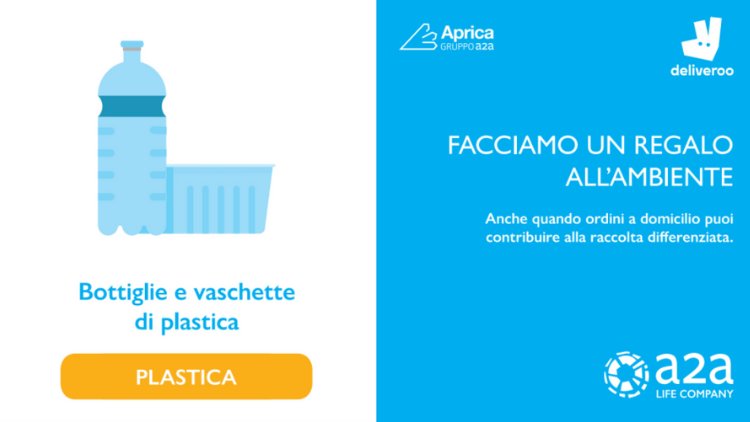 Bottiglie e vaschette
di plastica
PLASTICA
Aprica
GRUPPO a2a
deliveroo
FACCIAMO UN REGALO
ALL'AMBIENTE
Anche quando ordini a domicilio puoi
contribuire alla raccolta differenziata.
a2a
LIFE COMPANY